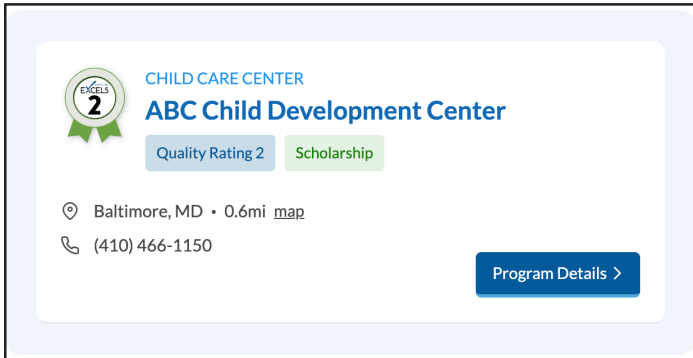 EXCELS
2
CHILD CARE CENTER
ABC Child Development Center
Quality Rating 2 Scholarship
Baltimore, MD • 0.6mi map
(410) 466-1150
Program Details >